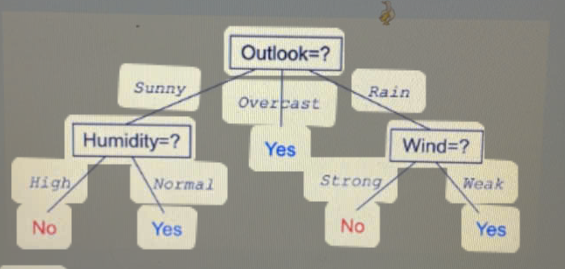 Outlook=?
Sunny
Overcast
Rain
Humidity=?
Yes
Wind=?
High
Normal
Strong
Weak
No
Yes
No
Yes